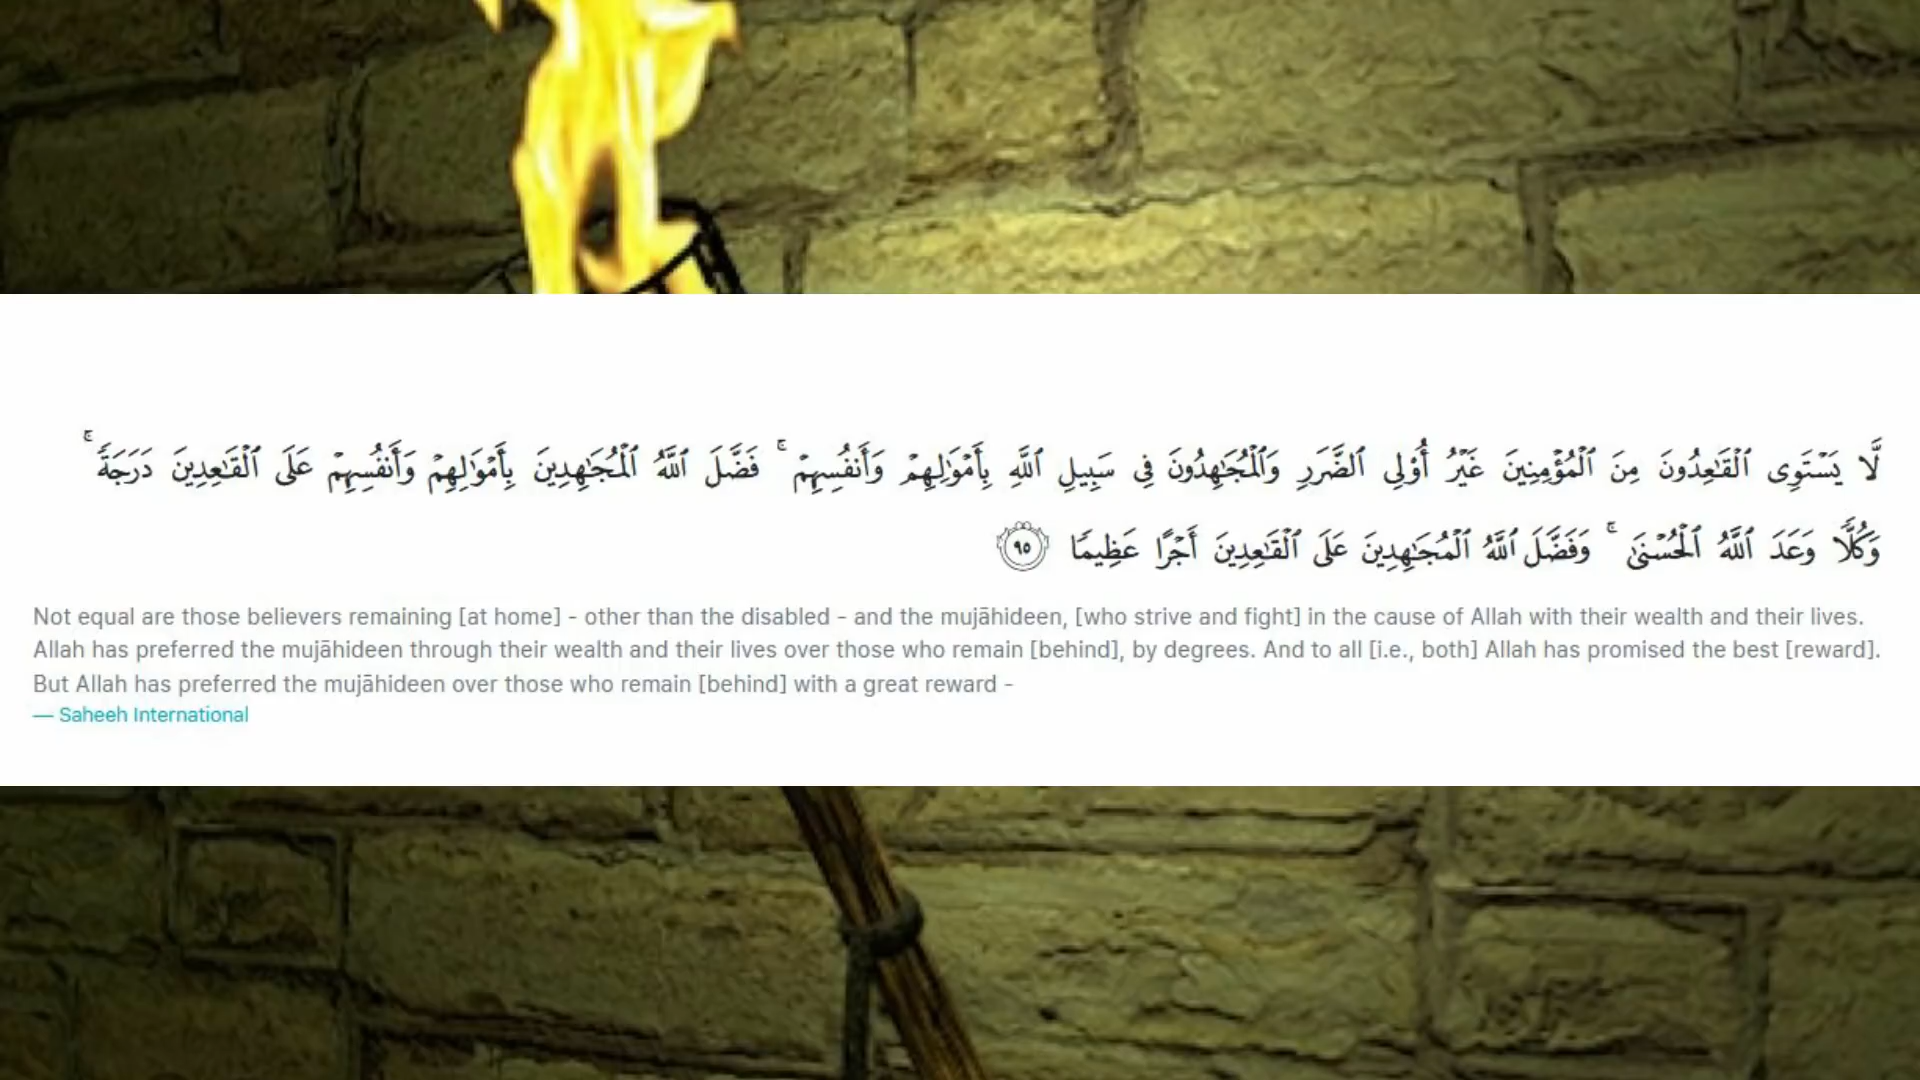 لَّا يَسْتَوِى ٱلْقَـٰعِدُونَ مِنَ ٱلْمُؤْمِنِينَ غَيْرُ أُو۟لِى ٱلضَّرَرِ وَٱلْمُجَـٰهِدُونَ فِى سَبِيلِ ٱللَّهِ بِأَمْوَٰلِهِمْ وَأَنفُسِهِمْ ۚ فَضَّلَ ٱللَّهُ ٱلْمُجَـٰهِدِينَ بِأَمْوَٰلِهِمْ وَأَنفُسِهِمْ عَلَى ٱلْقَـٰعِدِينَ دَرَجَةً ۚ
وَكُلًّا وَعَدَ ٱللَّهُ ٱلْحُسْنَىٰ ۚ وَفَضَّلَ ٱللَّهُ ٱلْمُجَـٰهِدِينَ عَلَى ٱلْقَـٰعِدِينَ أَجْرًا عَظِيمًا ٩٥
Not equal are those believers remaining [at home] - other than the disabled - and the mujāhideen, [who strive and fight] in the cause of Allah with their wealth and their lives.
Allah has preferred the mujāhideen through their wealth and their lives over those who remain [behind], by degrees. And to all [i.e., both] Allah has promised the best [reward].
But Allah has preferred the mujāhideen over those who remain [behind] with a great reward -
— Saheeh International